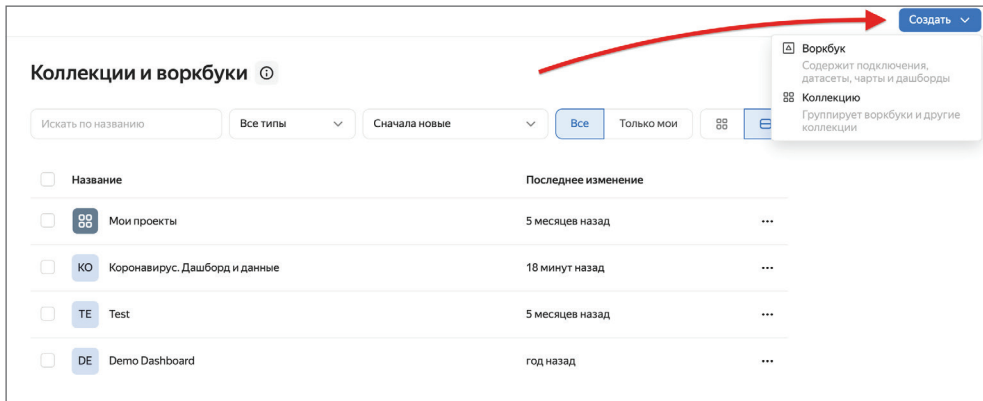 Создать
Воркбук
Содержит подключения,
датасеты, чарты и дашборды
Коллекцию
Группирует воркбуки и другие
коллекции
Коллекции и воркбуки
Искать по названию Все типы Сначала новые Все Только мои
Название Последнее изменение
Мои проекты 5 месяцев назад
KO Коронавирус. Дашборд и данные 18 минут назад
TE Test 5 месяцев назад
DE Demo Dashboard год назад